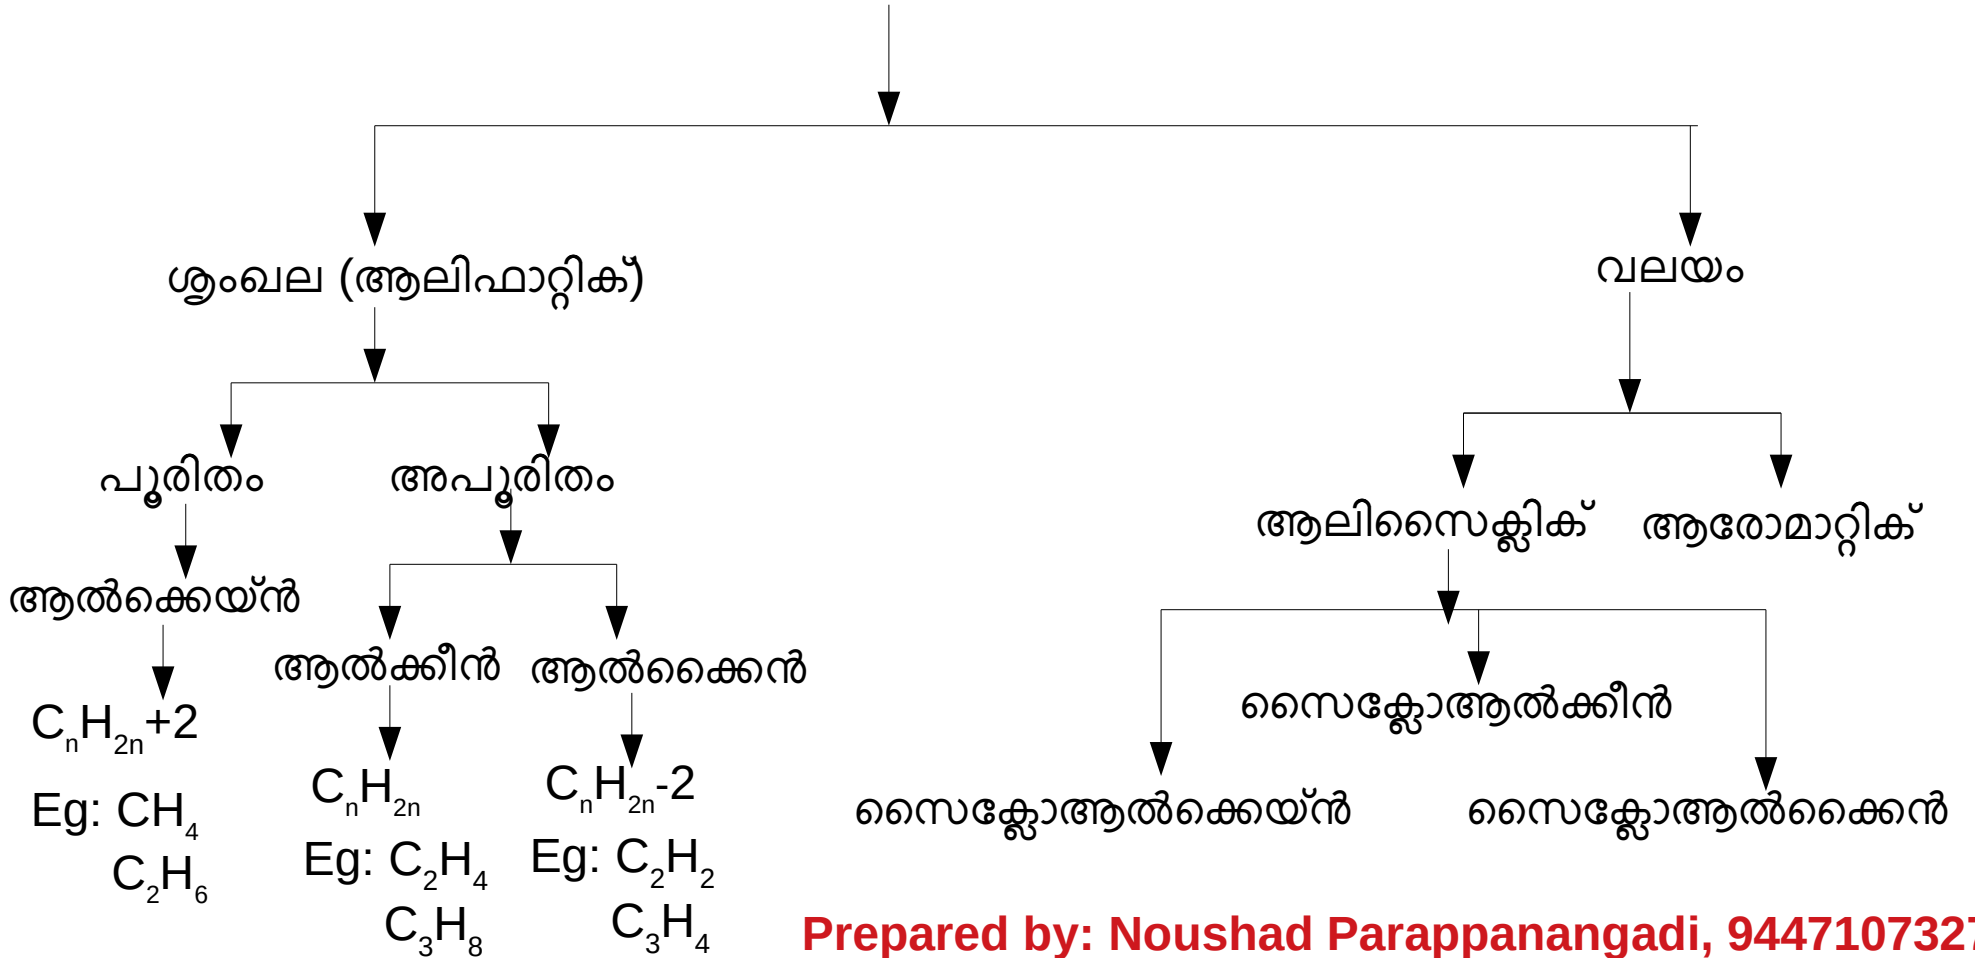 ശൃംഖല (ആലിഫാറ്റിക്)
വലയം
പൂരിതം
അപൂരിതം
ആലിസൈക്ലിക്
ആരോമാറ്റിക്
ആൽക്കെയ്ൻ
ആൽക്കീൻ
ആൽക്കൈൻ
സൈക്ലോആൽക്കീൻ
സൈക്ലോആൽക്കെയ്ൻ
സൈക്ലോആൽക്കൈൻ
CₙH₂ₙ+2
Eg: CH₄
C₂H₆
CₙH₂ₙ
Eg: C₂H₄
C₃H₈
CₙH₂ₙ-2
Eg: C₂H₂
C₃H₄
Prepared by: Noushad Parappanangadi, 9447107327